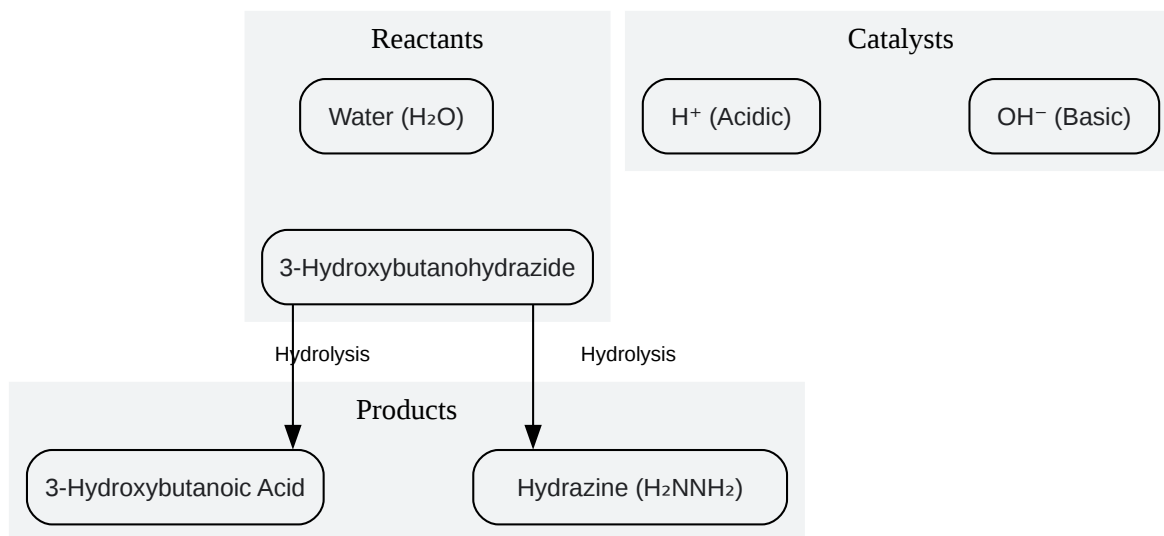 Reactants
Catalysts
Water (H₂O)
H⁺ (Acidic)
OH⁻ (Basic)
3-Hydroxybutanohydrazide
Hydrolysis
Hydrolysis
Products
3-Hydroxybutanoic Acid
Hydrazine (H₂NNH₂)